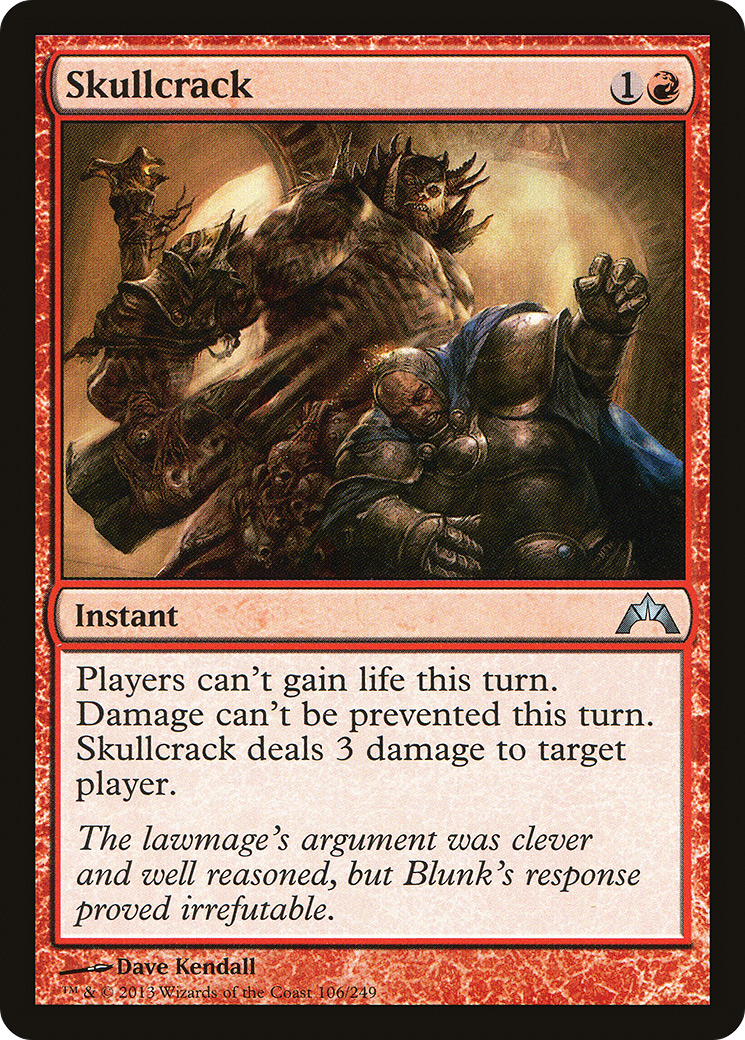 Skullcrack
1
Instant
Players can't gain life this turn.
Damage can't be prevented this turn.
Skullcrack deals 3 damage to target
player.
The lawmage's argument was clever
and well reasoned, but Blunk's response
proved irrefutable.
Dave Kendall
™ & © 2013 Wizards of the Coast 106/249